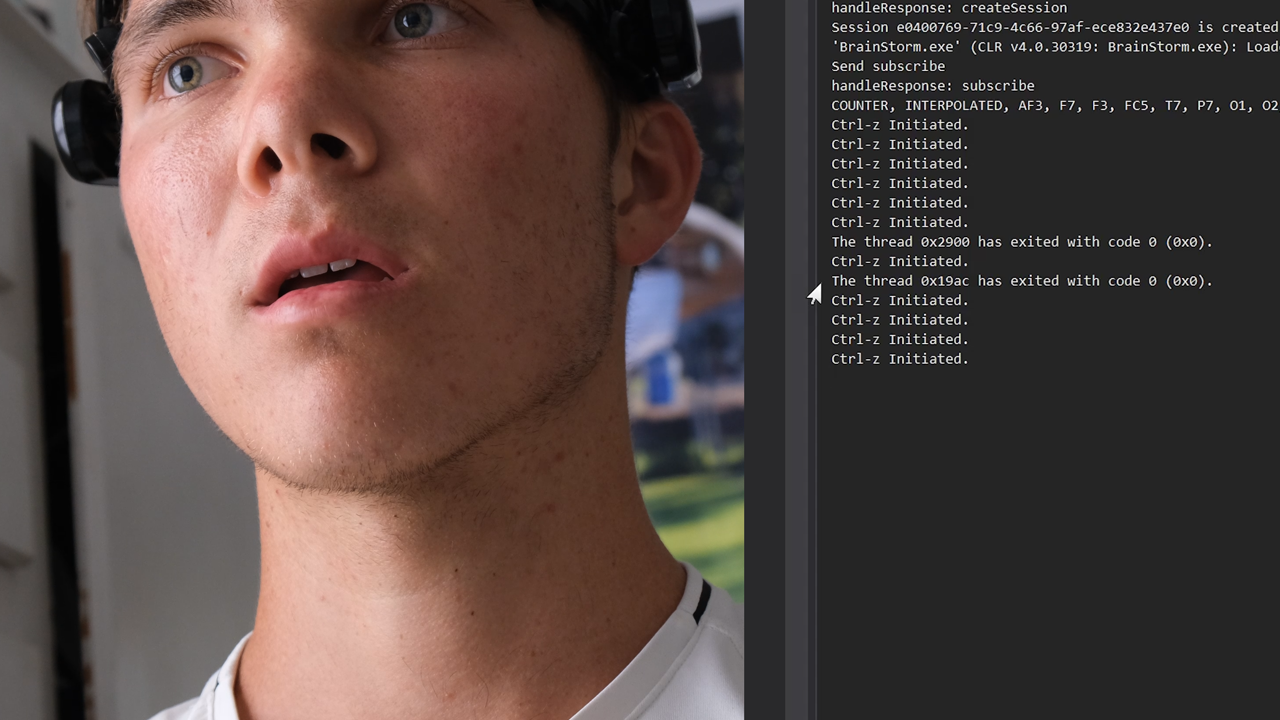 handleResponse: createSession
Session e0400769-71c9-4c66-97af-ece832e437e0 is created
'BrainStorm.exe' (CLR v4.0.30319: BrainStorm.exe): Load
Send subscribe
handleResponse: subscribe
COUNTER, INTERPOLATED, AF3, F7, F3, FC5, T7, P7, O1, O2
Ctrl-z Initiated.
Ctrl-z Initiated.
Ctrl-z Initiated.
Ctrl-z Initiated.
Ctrl-z Initiated.
Ctrl-z Initiated.
The thread 0x2900 has exited with code 0 (0x0).
Ctrl-z Initiated.
The thread 0x19ac has exited with code 0 (0x0).
Ctrl-z Initiated.
Ctrl-z Initiated.
Ctrl-z Initiated.
Ctrl-z Initiated.